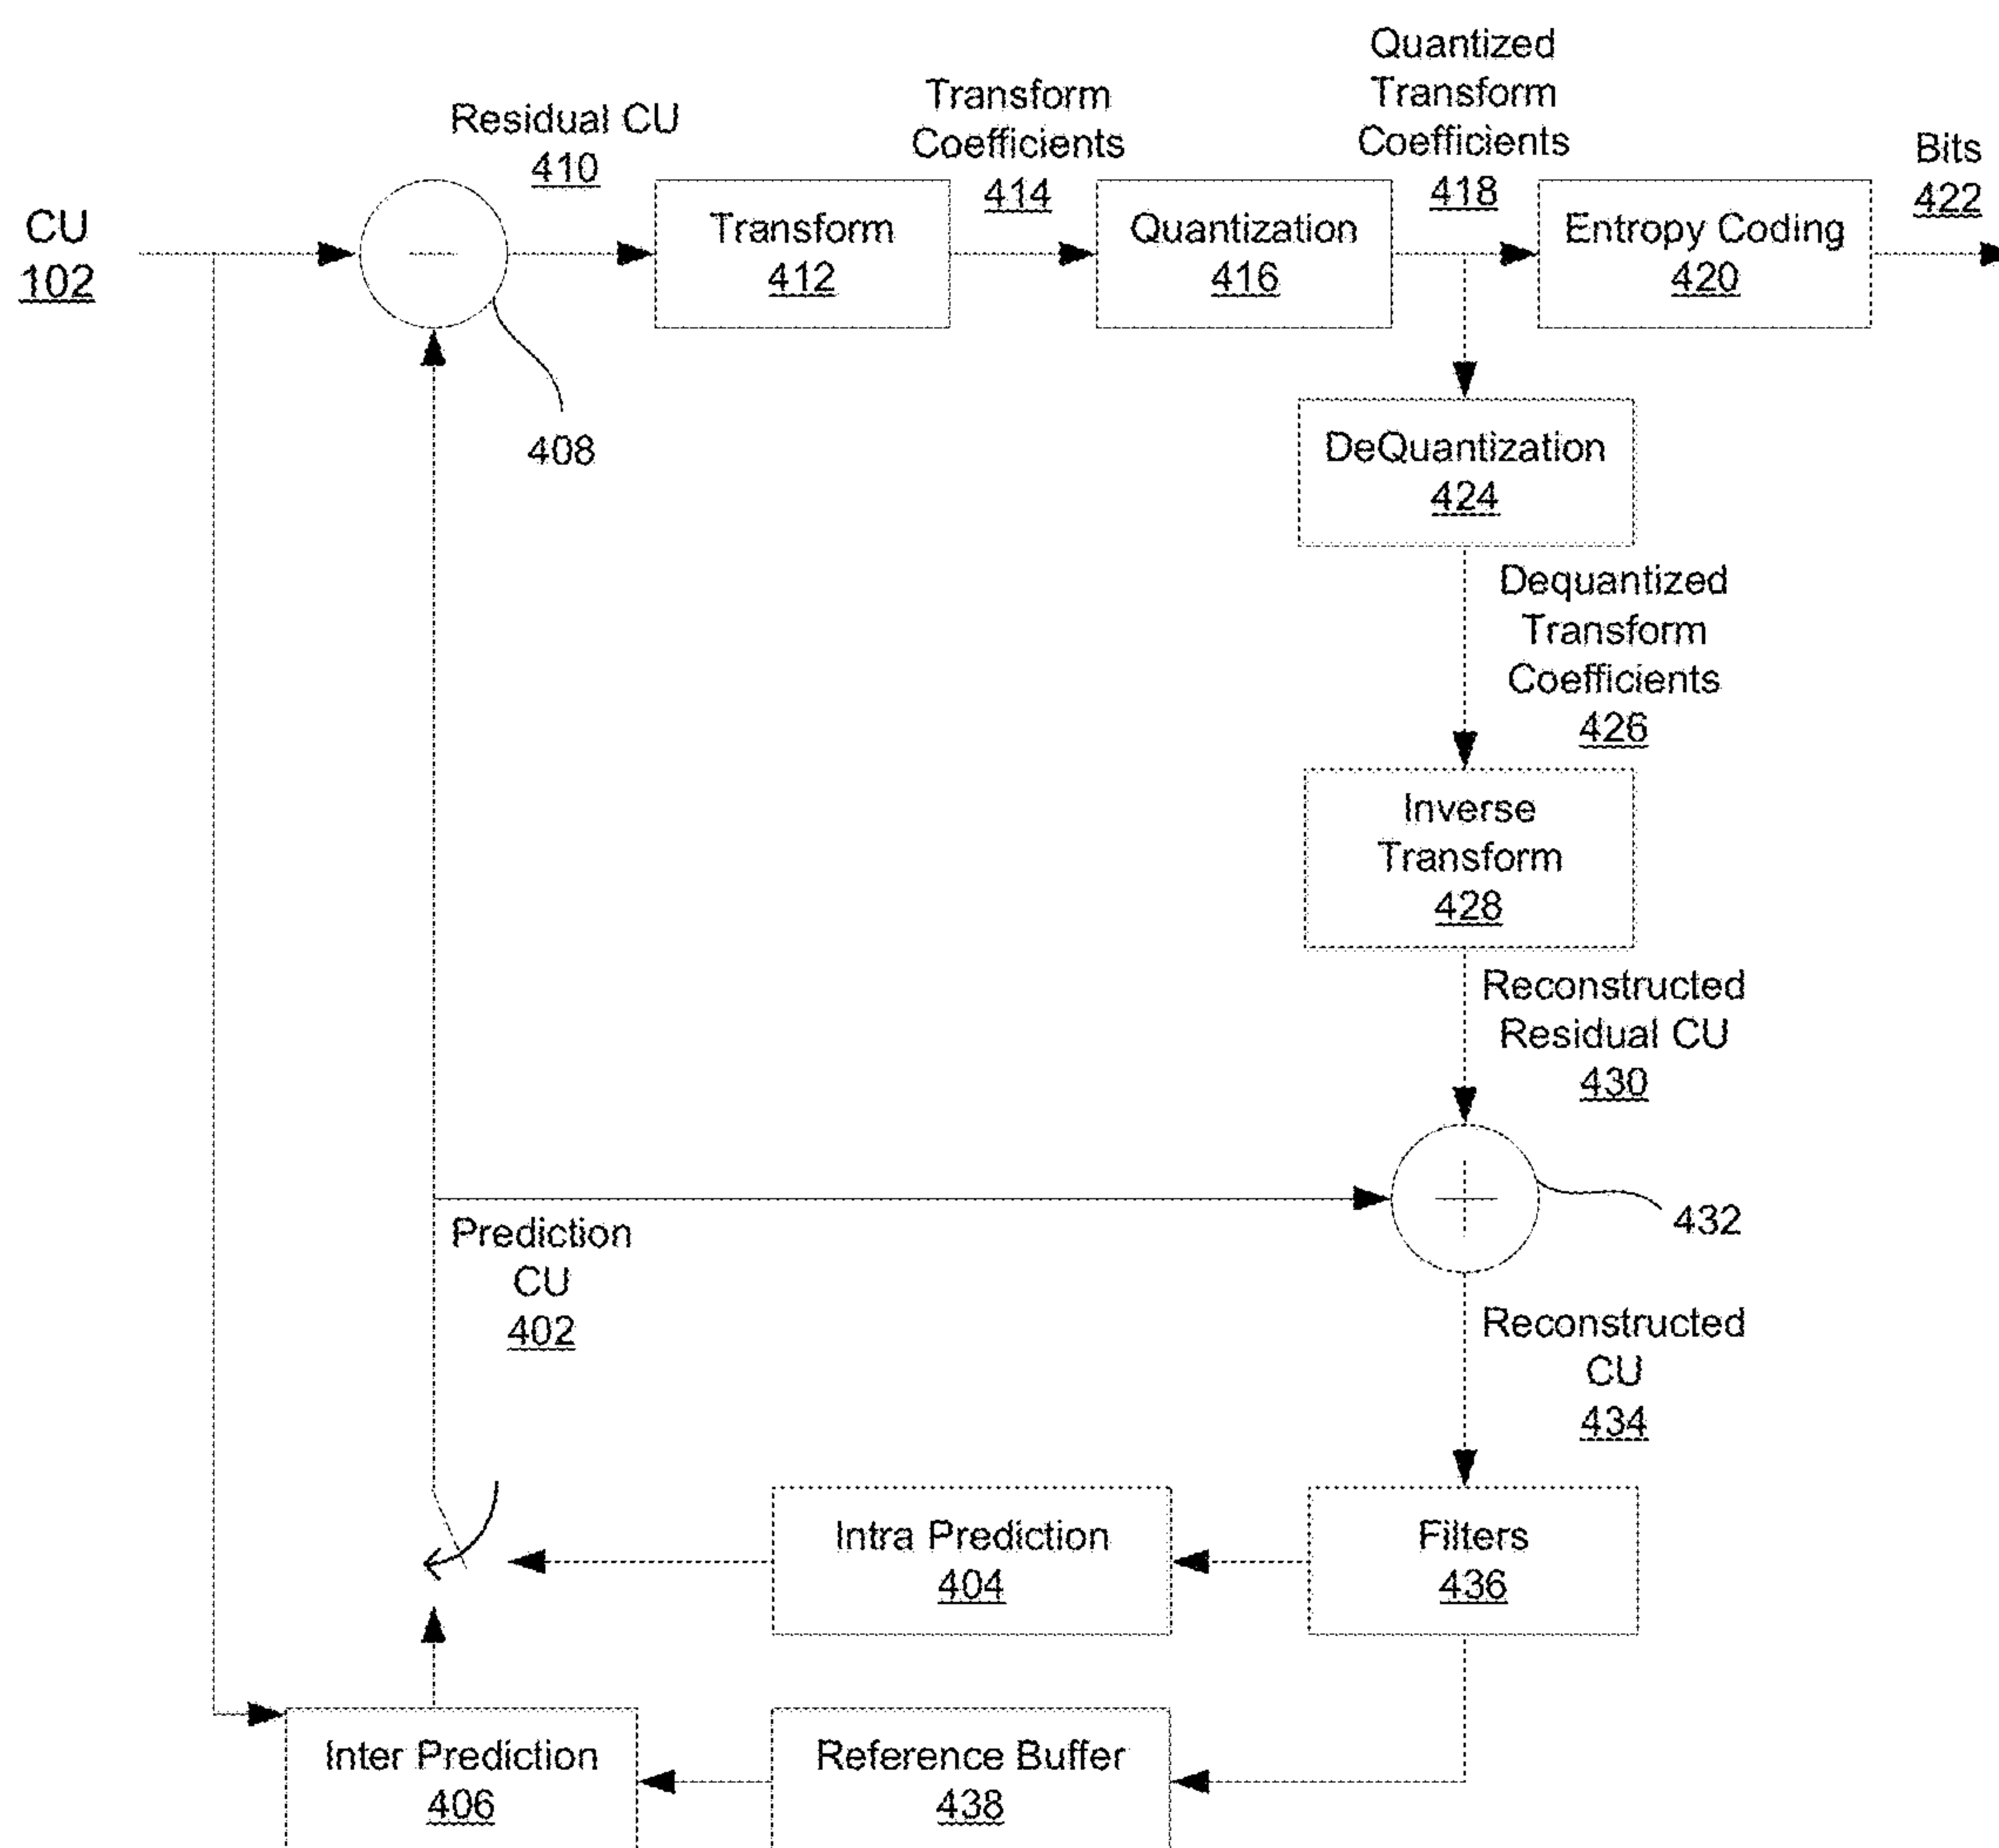 CU
102
Residual CU
410
Transform
Coefficients
414
Quantized
Transform
Coefficients
418
Bits
422
Transform
412
Quantization
416
Entropy Coding
420
408
DeQuantization
424
Dequantized
Transform
Coefficients
426
Inverse
Transform
428
Reconstructed
Residual CU
430
432
Prediction
CU
402
Reconstructed
CU
434
Intra Prediction
404
Filters
436
Inter Prediction
406
Reference Buffer
438